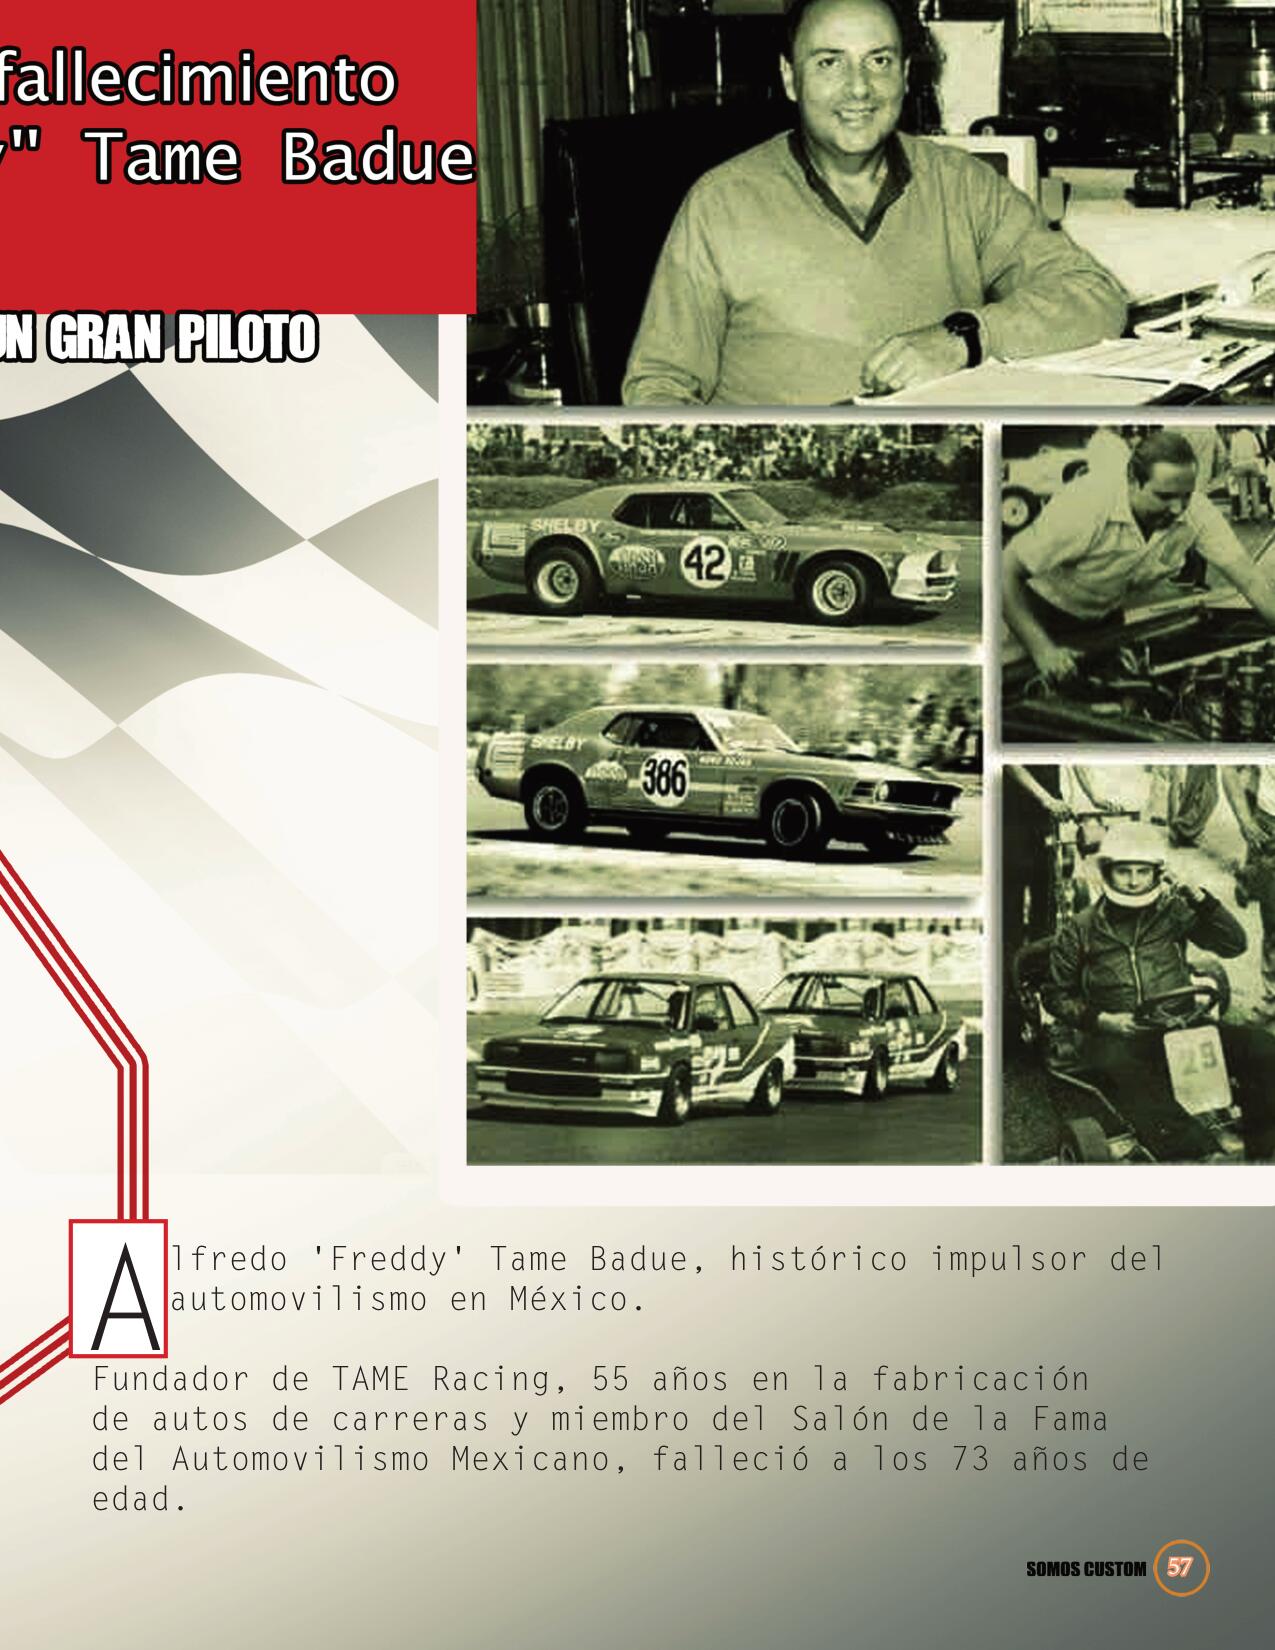 fallecimiento
" Tame Badue
UN GRAN PILOTO
SHELBY
42
SHELBY
386
29
Alfredo 'Freddy' Tame Badue, histórico impulsor del
automovilismo en México.
Fundador de TAME Racing, 55 años en la fabricación
de autos de carreras y miembro del Salón de la Fama
del Automovilismo Mexicano, falleció a los 73 años de
edad.
SOMOS CUSTOM 57